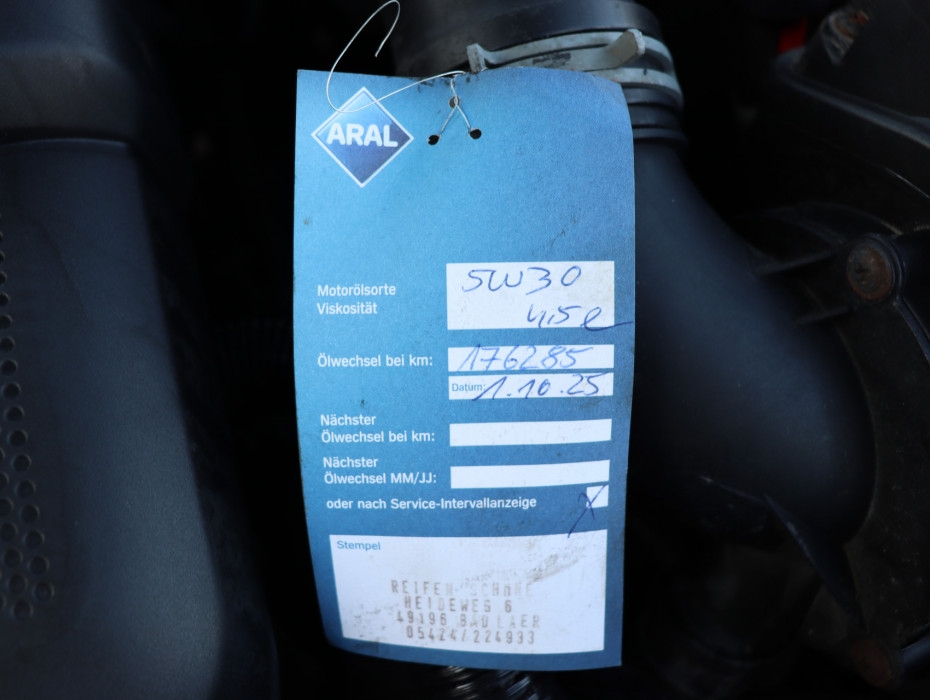 ARAL
Motorölsorte
Viskosität
5W30
4,5 l
Ölwechsel bei km:
176285
Datum: 1.10.25
Nächster
Ölwechsel bei km:
Nächster
Ölwechsel MM/JJ:
oder nach Service-Intervallanzeige X
Stempel
REIFEN
HEIDEWEG 6
49196 BAD LAER
05424/224933